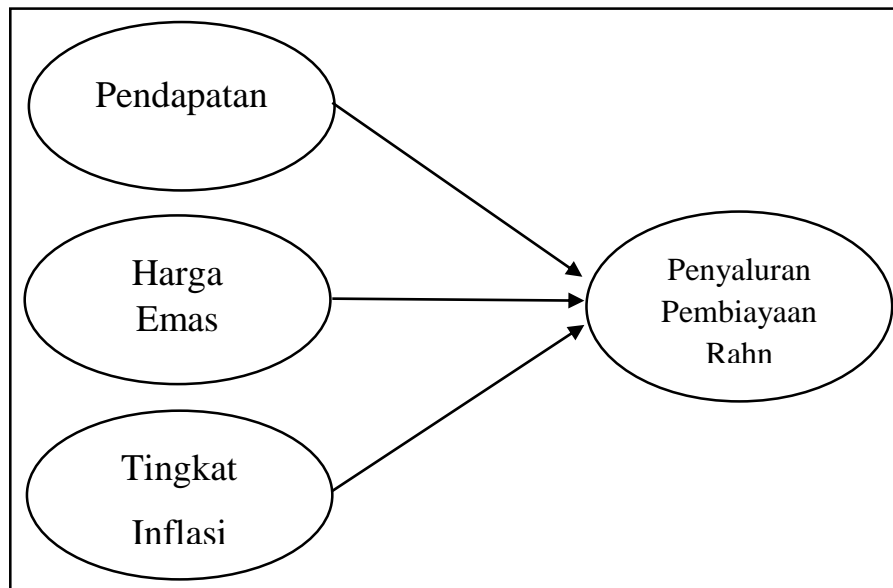 Pendapatan
Harga
Emas
Tingkat
Inflasi
Penyaluran
Pembiayaan
Rahn